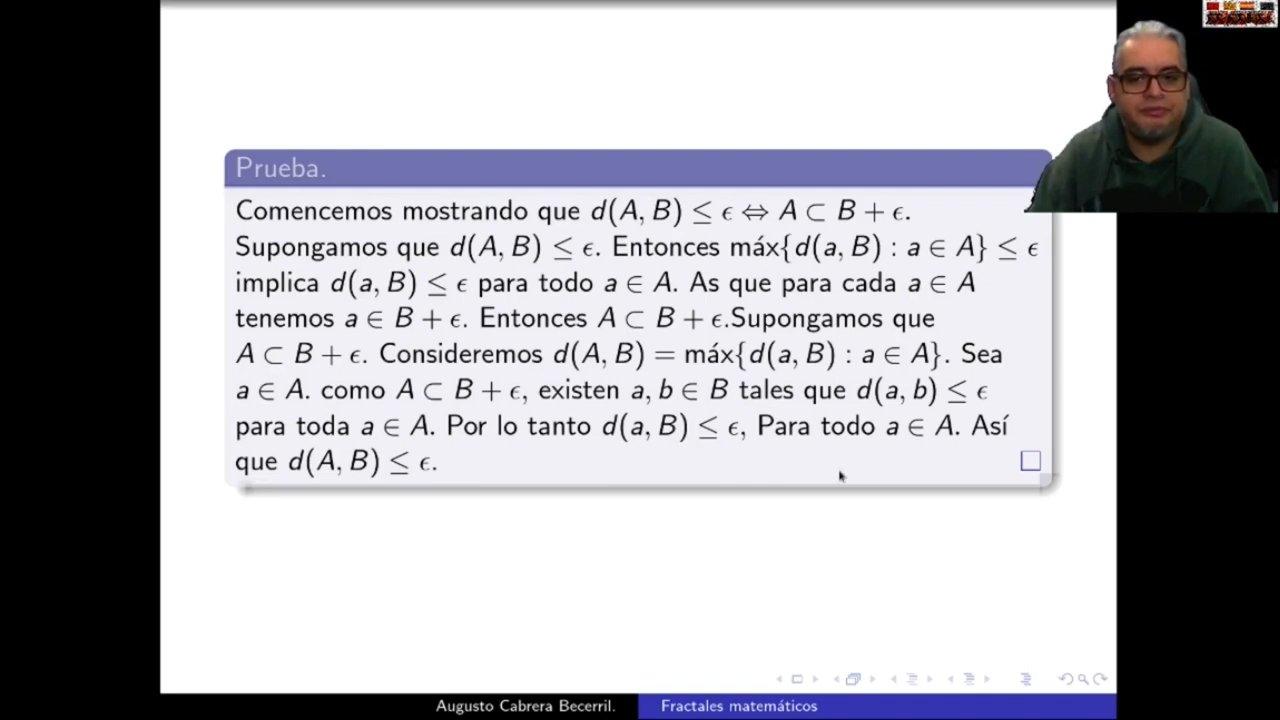 Prueba.
Comencemos mostrando que d(A, B) ≤ ϵ ⇔ A ⊂ B + ϵ.
Supongamos que d(A, B) ≤ ϵ. Entonces máx{d(a, B) : a ∈ A} ≤ ϵ
implica d(a, B) ≤ ϵ para todo a ∈ A. As que para cada a ∈ A
tenemos a ∈ B + ϵ. Entonces A ⊂ B + ϵ.Supongamos que
A ⊂ B + ϵ. Consideremos d(A, B) = máx{d(a, B) : a ∈ A}. Sea
a ∈ A. como A ⊂ B + ϵ, existen a, b ∈ B tales que d(a, b) ≤ ϵ
para toda a ∈ A. Por lo tanto d(a, B) ≤ ϵ, Para todo a ∈ A. Así
que d(A, B) ≤ ϵ.
Augusto Cabrera Becerril. Fractales matemáticos